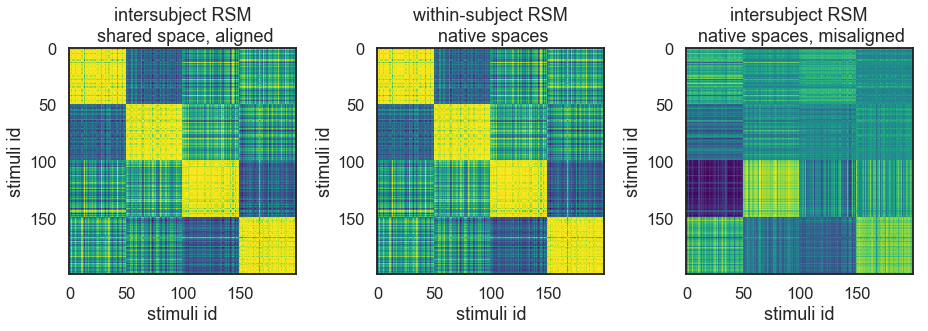 intersubject RSM
shared space, aligned
0
50
100
150
stimuli id
0 50 100 150
stimuli id
within-subject RSM
native spaces
0
50
100
150
stimuli id
0 50 100 150
stimuli id
intersubject RSM
native spaces, misaligned
0
50
100
150
stimuli id
0 50 100 150
stimuli id